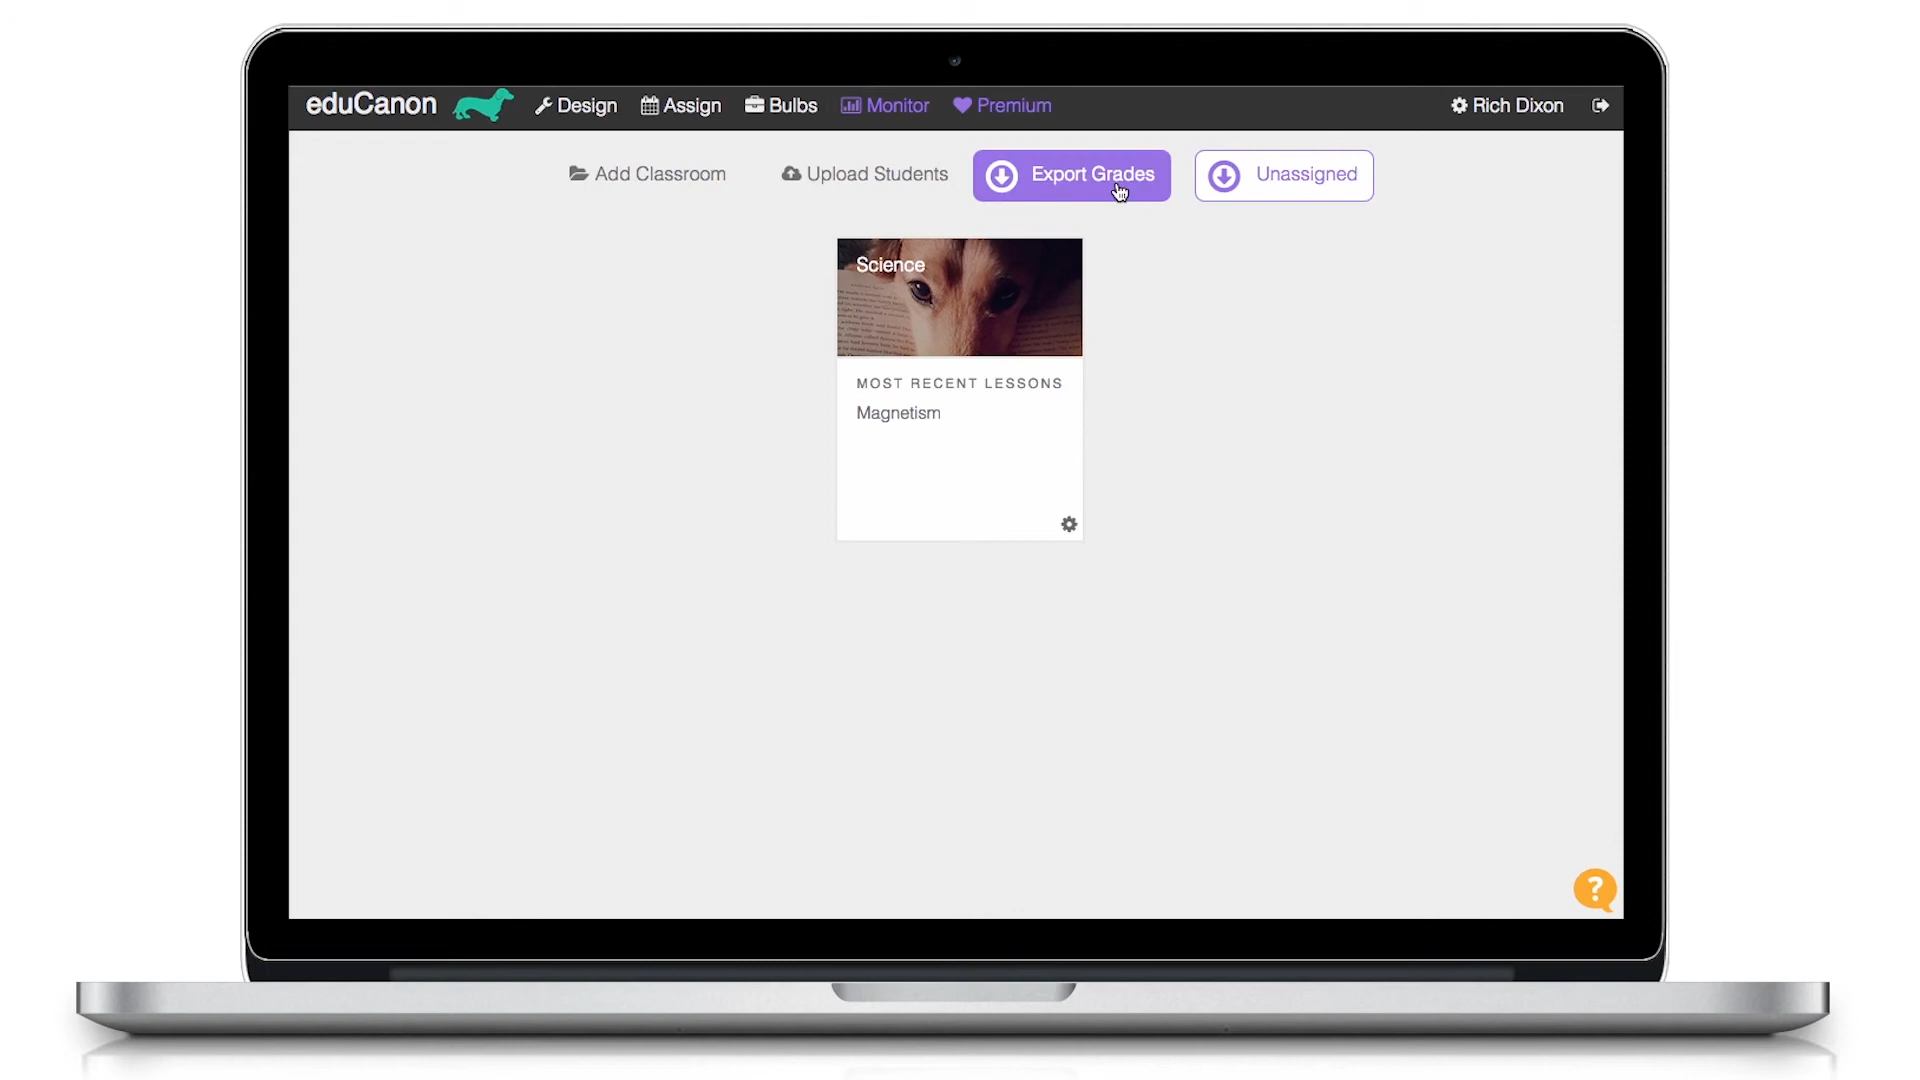 eduCanon Design Assign Bulbs Monitor Premium Rich Dixon
Add Classroom Upload Students Export Grades Unassigned
Science
MOST RECENT LESSONS
Magnetism
?